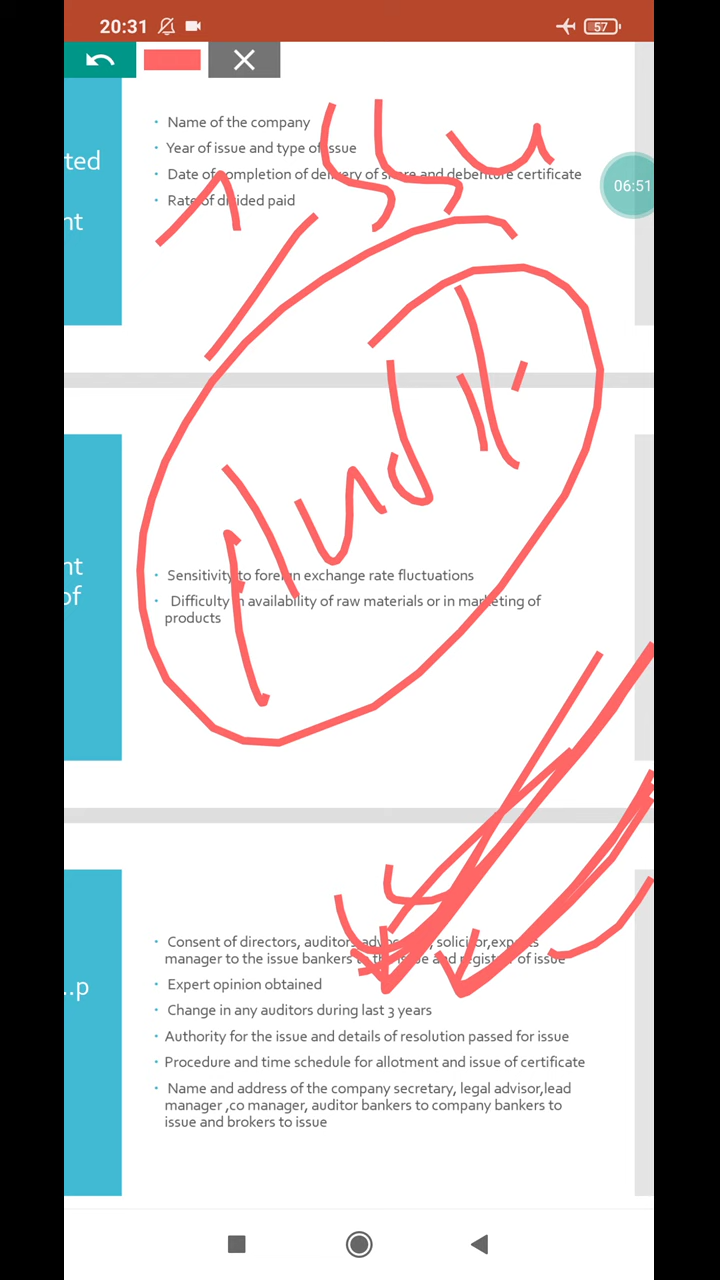 20:31
57
Name of the company
ted
Year of issue and type of issue
Date of completion of delivery of share and debenture certificate
06:51
Rate of divided paid
nt
Issu
Audit
nt
Sensitivity to foreign exchange rate fluctuations
of
Difficulty in availability of raw materials or in marketing of
products
Consent of directors, auditors, solicitor,experts
manager to the issue bankers to the issue and register of issue
..p
Expert opinion obtained
Change in any auditors during last 3 years
Authority for the issue and details of resolution passed for issue
Procedure and time schedule for allotment and issue of certificate
Name and address of the company secretary, legal advisor,lead
manager ,co manager, auditor bankers to company bankers to
issue and brokers to issue